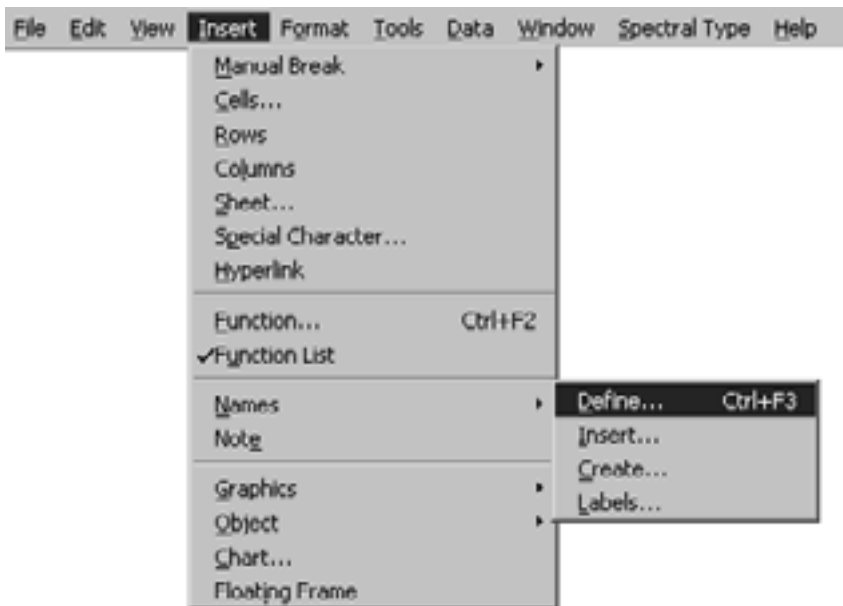 File Edit View Insert Format Tools Data Window Spectral Type Help
Manual Break
Cells...
Rows
Columns
Sheet...
Special Character...
Hyperlink
Function... Ctrl+F2
✓Function List
Names
Define... Ctrl+F3
Note
Insert...
Create...
Labels...
Graphics
Object
Chart...
Floating Frame